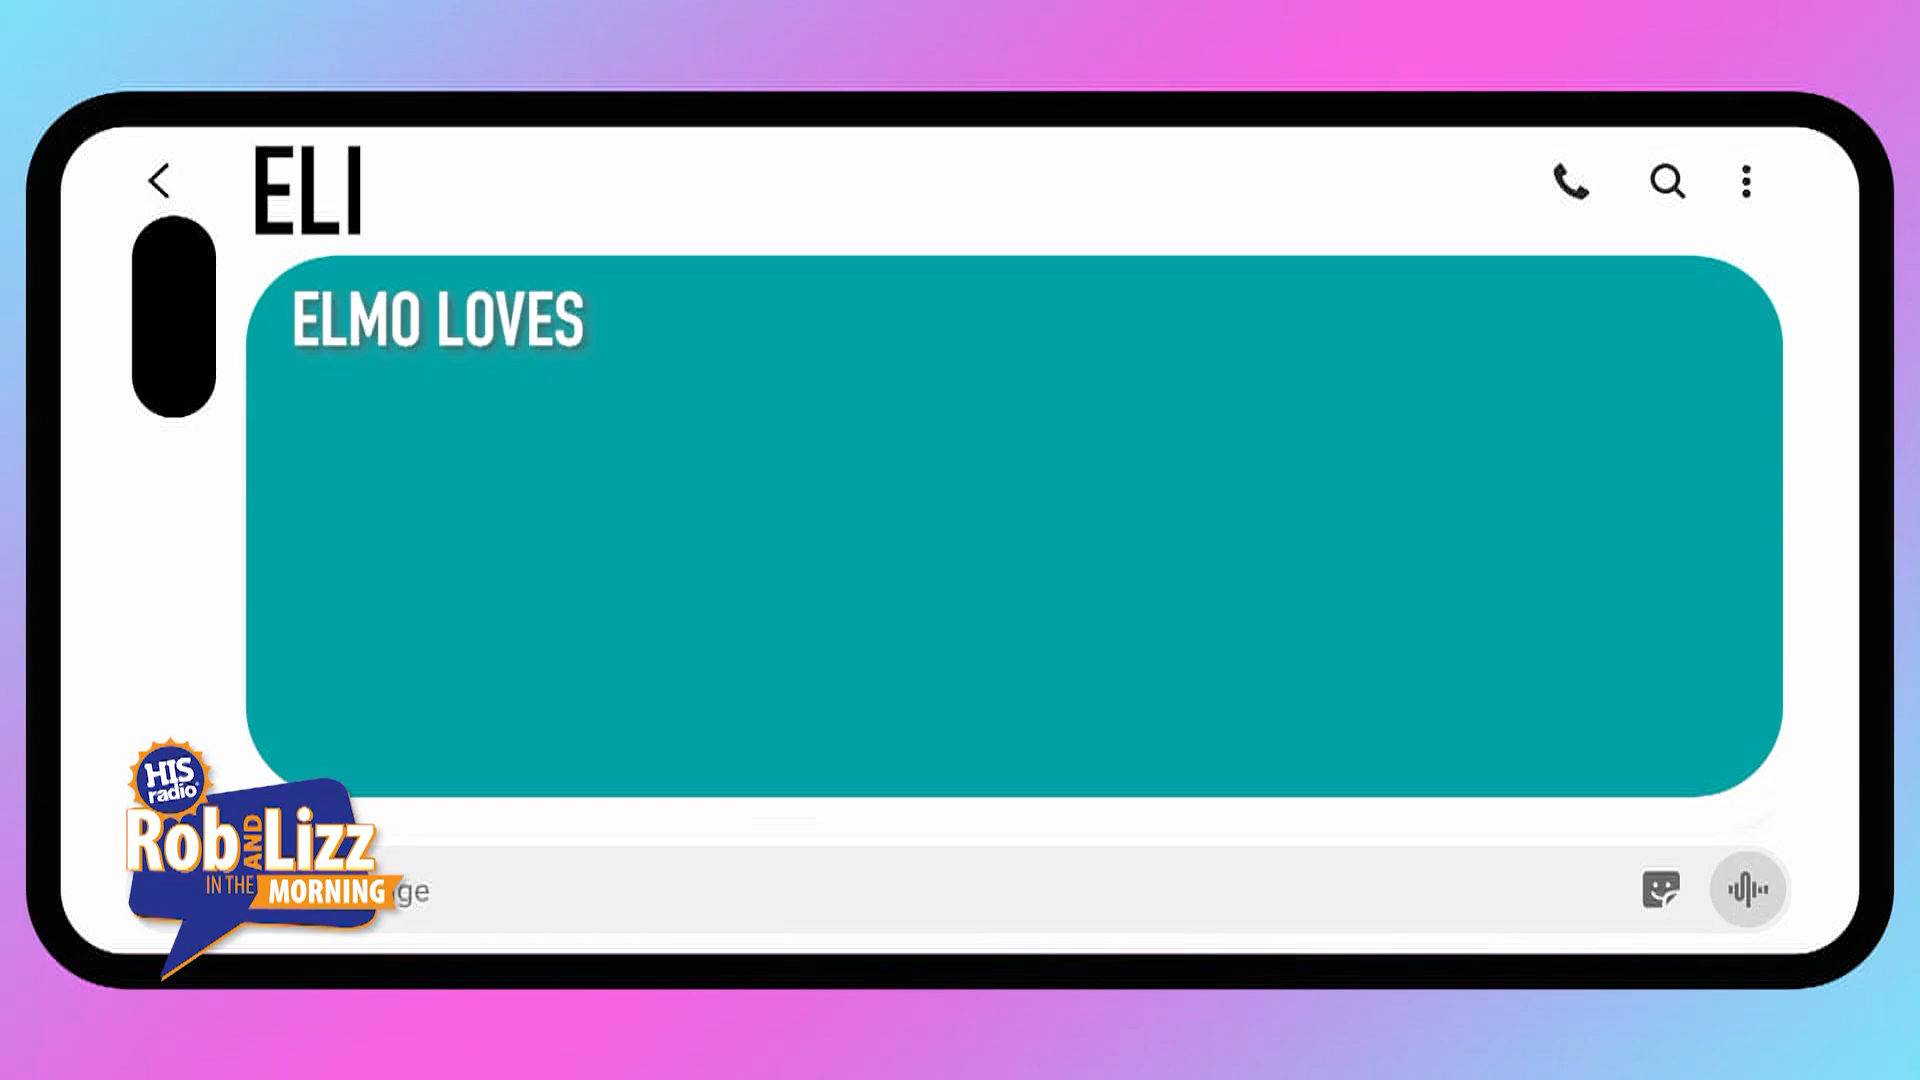 ELI
ELMO LOVES
HIS
radio
Rob AND Lizz
IN THE MORNING
ge